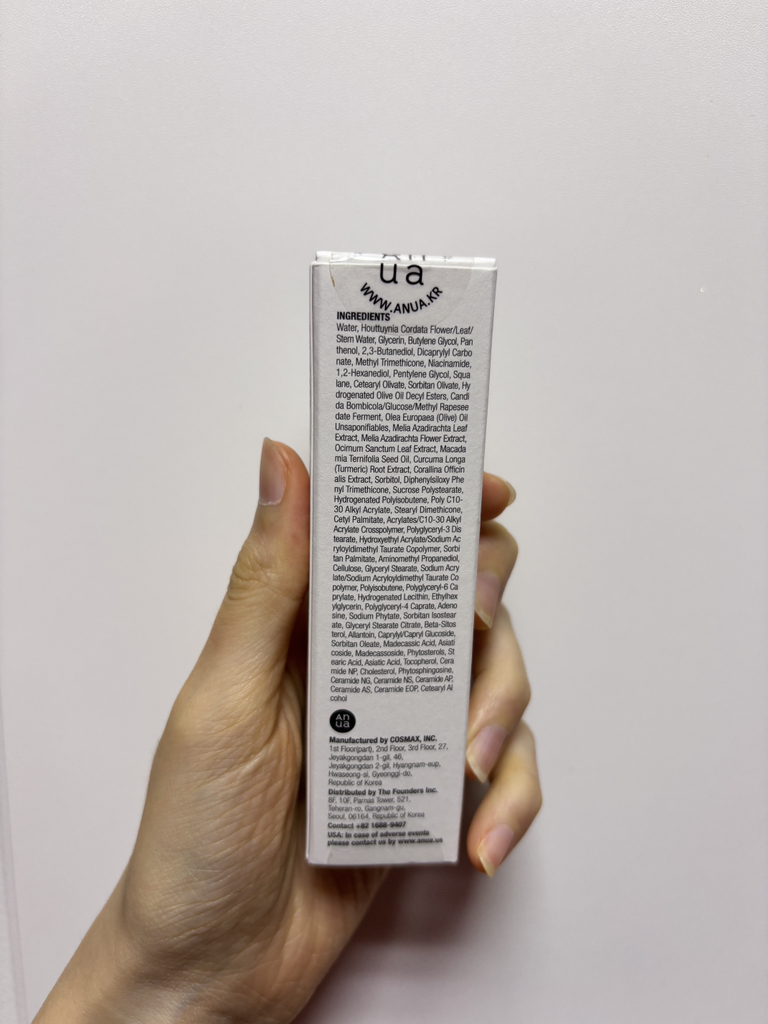 An
ua
WWW.ANUA.KR
INGREDIENTS
Water, Houttuynia Cordata Flower/Leaf/
Stem Water, Glycerin, Butylene Glycol, Pan
thenol, 2,3-Butanediol, Dicaprylyl Carbo
nate, Methyl Trimethicone, Niacinamide,
1,2-Hexanediol, Pentylene Glycol, Squa
lane, Cetearyl Olivate, Sorbitan Olivate, Hy
drogenated Olive Oil Decyl Esters, Candi
da Bombicola/Glucose/Methyl Rapesee
date Ferment, Olea Europaea (Olive) Oil
Unsaponifiables, Melia Azadirachta Leaf
Extract, Melia Azadirachta Flower Extract,
Ocimum Sanctum Leaf Extract, Macada
mia Ternifolia Seed Oil, Curcuma Longa
(Turmeric) Root Extract, Corallina Officin
alis Extract, Sorbitol, Diphenylsiloxy Phe
nyl Trimethicone, Sucrose Polystearate,
Hydrogenated Polyisobutene, Poly C10-
30 Alkyl Acrylate, Stearyl Dimethicone,
Cetyl Palmitate, Acrylates/C10-30 Alkyl
Acrylate Crosspolymer, Polyglyceryl-3 Dis
tearate, Hydroxyethyl Acrylate/Sodium Ac
ryloyldimethyl Taurate Copolymer, Sorbi
tan Palmitate, Aminomethyl Propanediol,
Cellulose, Glyceryl Stearate, Sodium Acry
late/Sodium Acryloyldimethyl Taurate Co
polymer, Polyisobutene, Polyglyceryl-6 Ca
prylate, Hydrogenated Lecithin, Ethylhex
ylglycerin, Polyglyceryl-4 Caprate, Adeno
sine, Sodium Phytate, Sorbitan Isostear
ate, Glyceryl Stearate Citrate, Beta-Sitos
terol, Allantoin, Caprylyl/Capryl Glucoside,
Sorbitan Oleate, Madecassic Acid, Asiati
coside, Madecassoside, Phytosterols, St
earic Acid, Asiatic Acid, Tocopherol, Cera
mide NP, Cholesterol, Phytosphingosine,
Ceramide NG, Ceramide NS, Ceramide AP,
Ceramide AS, Ceramide EOP, Cetearyl Al
cohol
An
ua
Manufactured by COSMAX, INC.
1st Floor(part), 2nd Floor, 3rd Floor, 27,
Jeyakgongdan 1-gil, 46,
Jeyakgongdan 2-gil, Hyangnam-eup,
Hwaseong-si, Gyeonggi-do,
Republic of Korea
Distributed by The Founders Inc.
8F, 10F, Parnas Tower, 521,
Teheran-ro, Gangnam-gu,
Seoul, 06164, Republic of Korea
Contact +82 1688-9407
USA: In case of adverse events
please contact us by www.anua.us